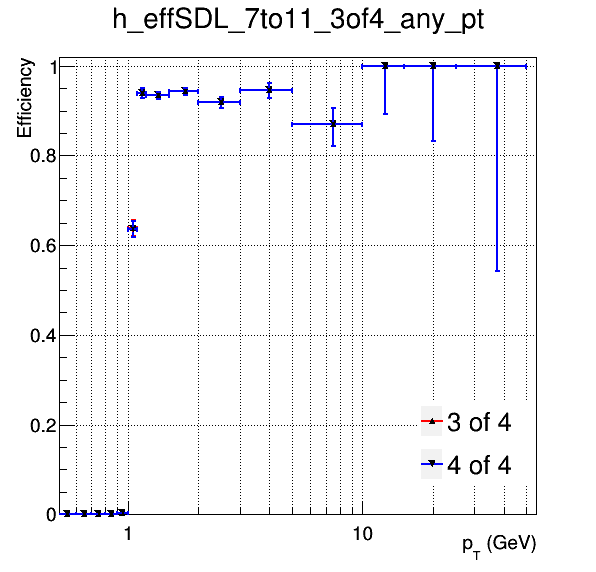 h_effSDL_7to11_3of4_any_pt
Efficiency
1
0.8
0.6
0.4
0.2
0
3 of 4
4 of 4
1
10
p_T (GeV)